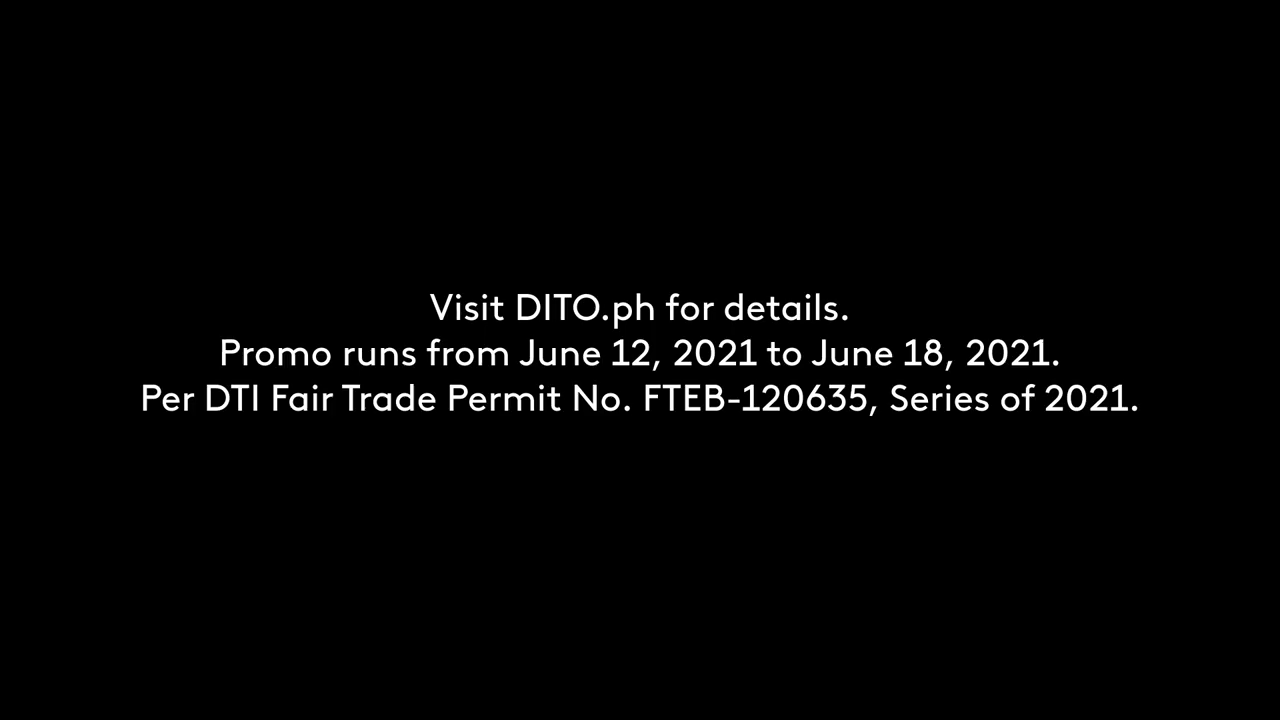 Visit DITO.ph for details.
Promo runs from June 12, 2021 to June 18, 2021.
Per DTI Fair Trade Permit No. FTEB-120635, Series of 2021.